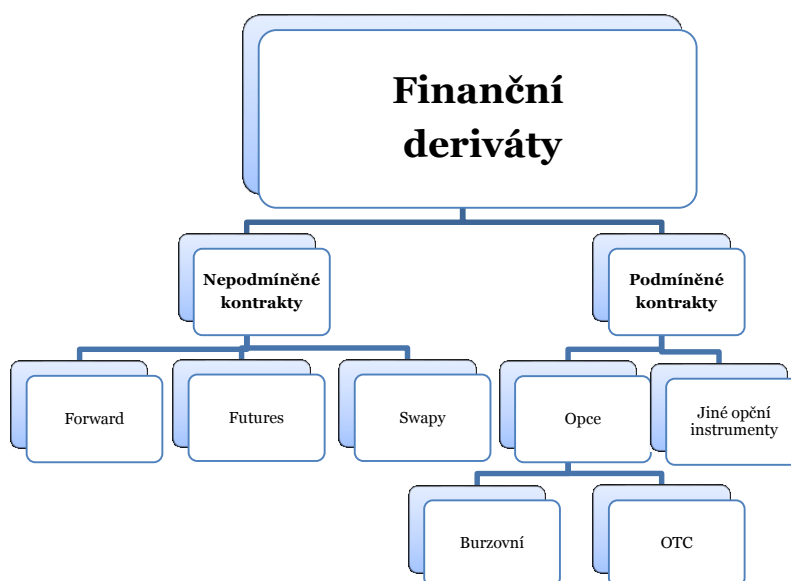 Finanční
deriváty
Nepodmíněné
kontrakty
Podmíněné
kontrakty
Forward
Futures
Swapy
Opce
Jiné opční
instrumenty
Burzovní
OTC